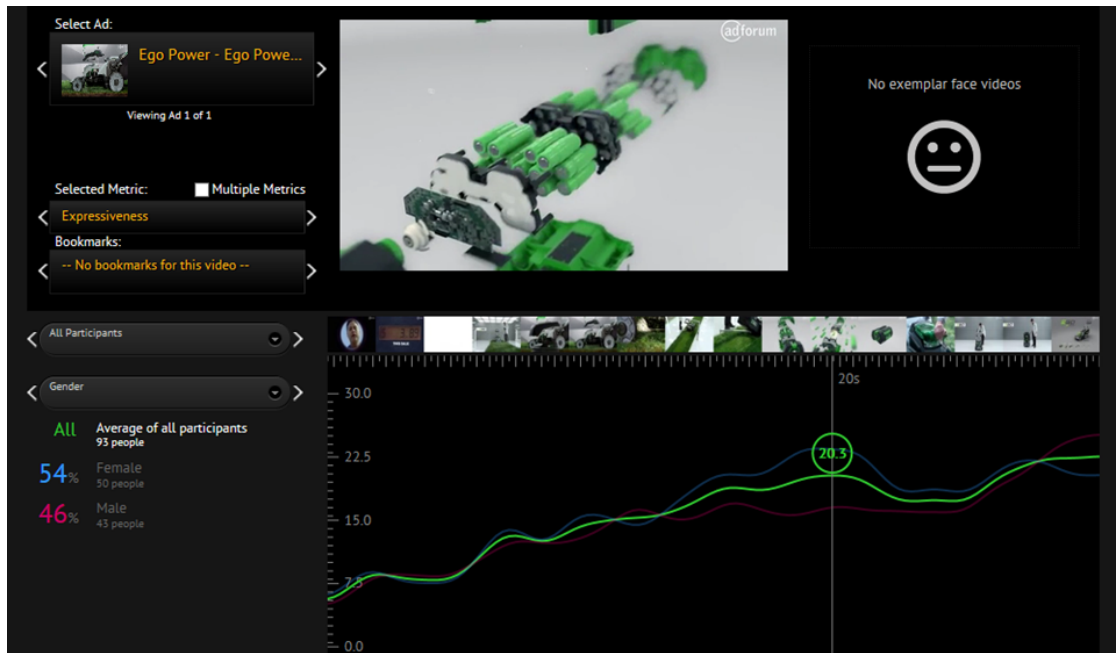 Select Ad:
Ego Power - Ego Powe...
Viewing Ad 1 of 1
adforum
No exemplar face videos
Selected Metric:
Multiple Metrics
Expressiveness
Bookmarks:
-- No bookmarks for this video --
All Participants
3.89
Gender
20s
30.0
22.5
15.0
7.5
0.0
20.3
All
Average of all participants
93 people
54%
Female
50 people
46%
Male
43 people